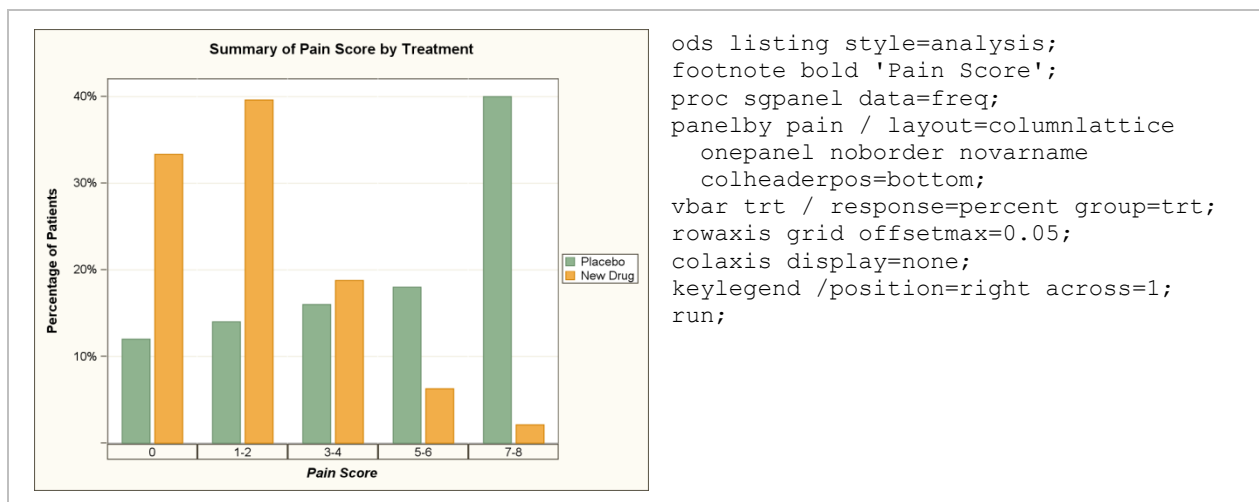 Summary of Pain Score by Treatment
40%
30%
20%
10%
Percentage of Patients
0
1-2
3-4
5-6
7-8
Pain Score
Placebo
New Drug
ods listing style=analysis;
footnote bold 'Pain Score';
proc sgpanel data=freq;
panelby pain / layout=columnlattice
onepanel noborder novarname
colheaderpos=bottom;
vbar trt / response=percent group=trt;
rowaxis grid offsetmax=0.05;
colaxis display=none;
keylegend /position=right across=1;
run;